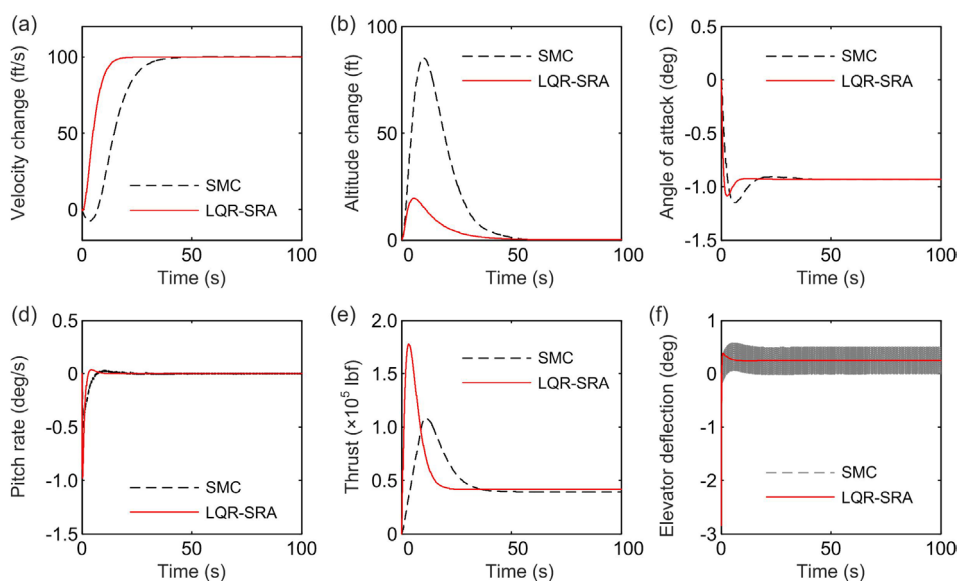 (a)
Velocity change (ft/s)
100
50
0
SMC
LQR-SRA
0 50 100
Time (s)
(b)
Altitude change (ft)
100
50
0
SMC
LQR-SRA
0 50 100
Time (s)
(c)
Angle of attack (deg)
0
-0.5
-1.0
-1.5
SMC
LQR-SRA
0 50 100
Time (s)
(d)
Pitch rate (deg/s)
0.5
0
-0.5
-1.0
-1.5
SMC
LQR-SRA
0 50 100
Time (s)
(e)
Thrust (×10⁵ lbf)
2.0
1.5
1.0
0.5
0
SMC
LQR-SRA
0 50 100
Time (s)
(f)
Elevator deflection (deg)
1
0
-1
-2
-3
SMC
LQR-SRA
0 50 100
Time (s)